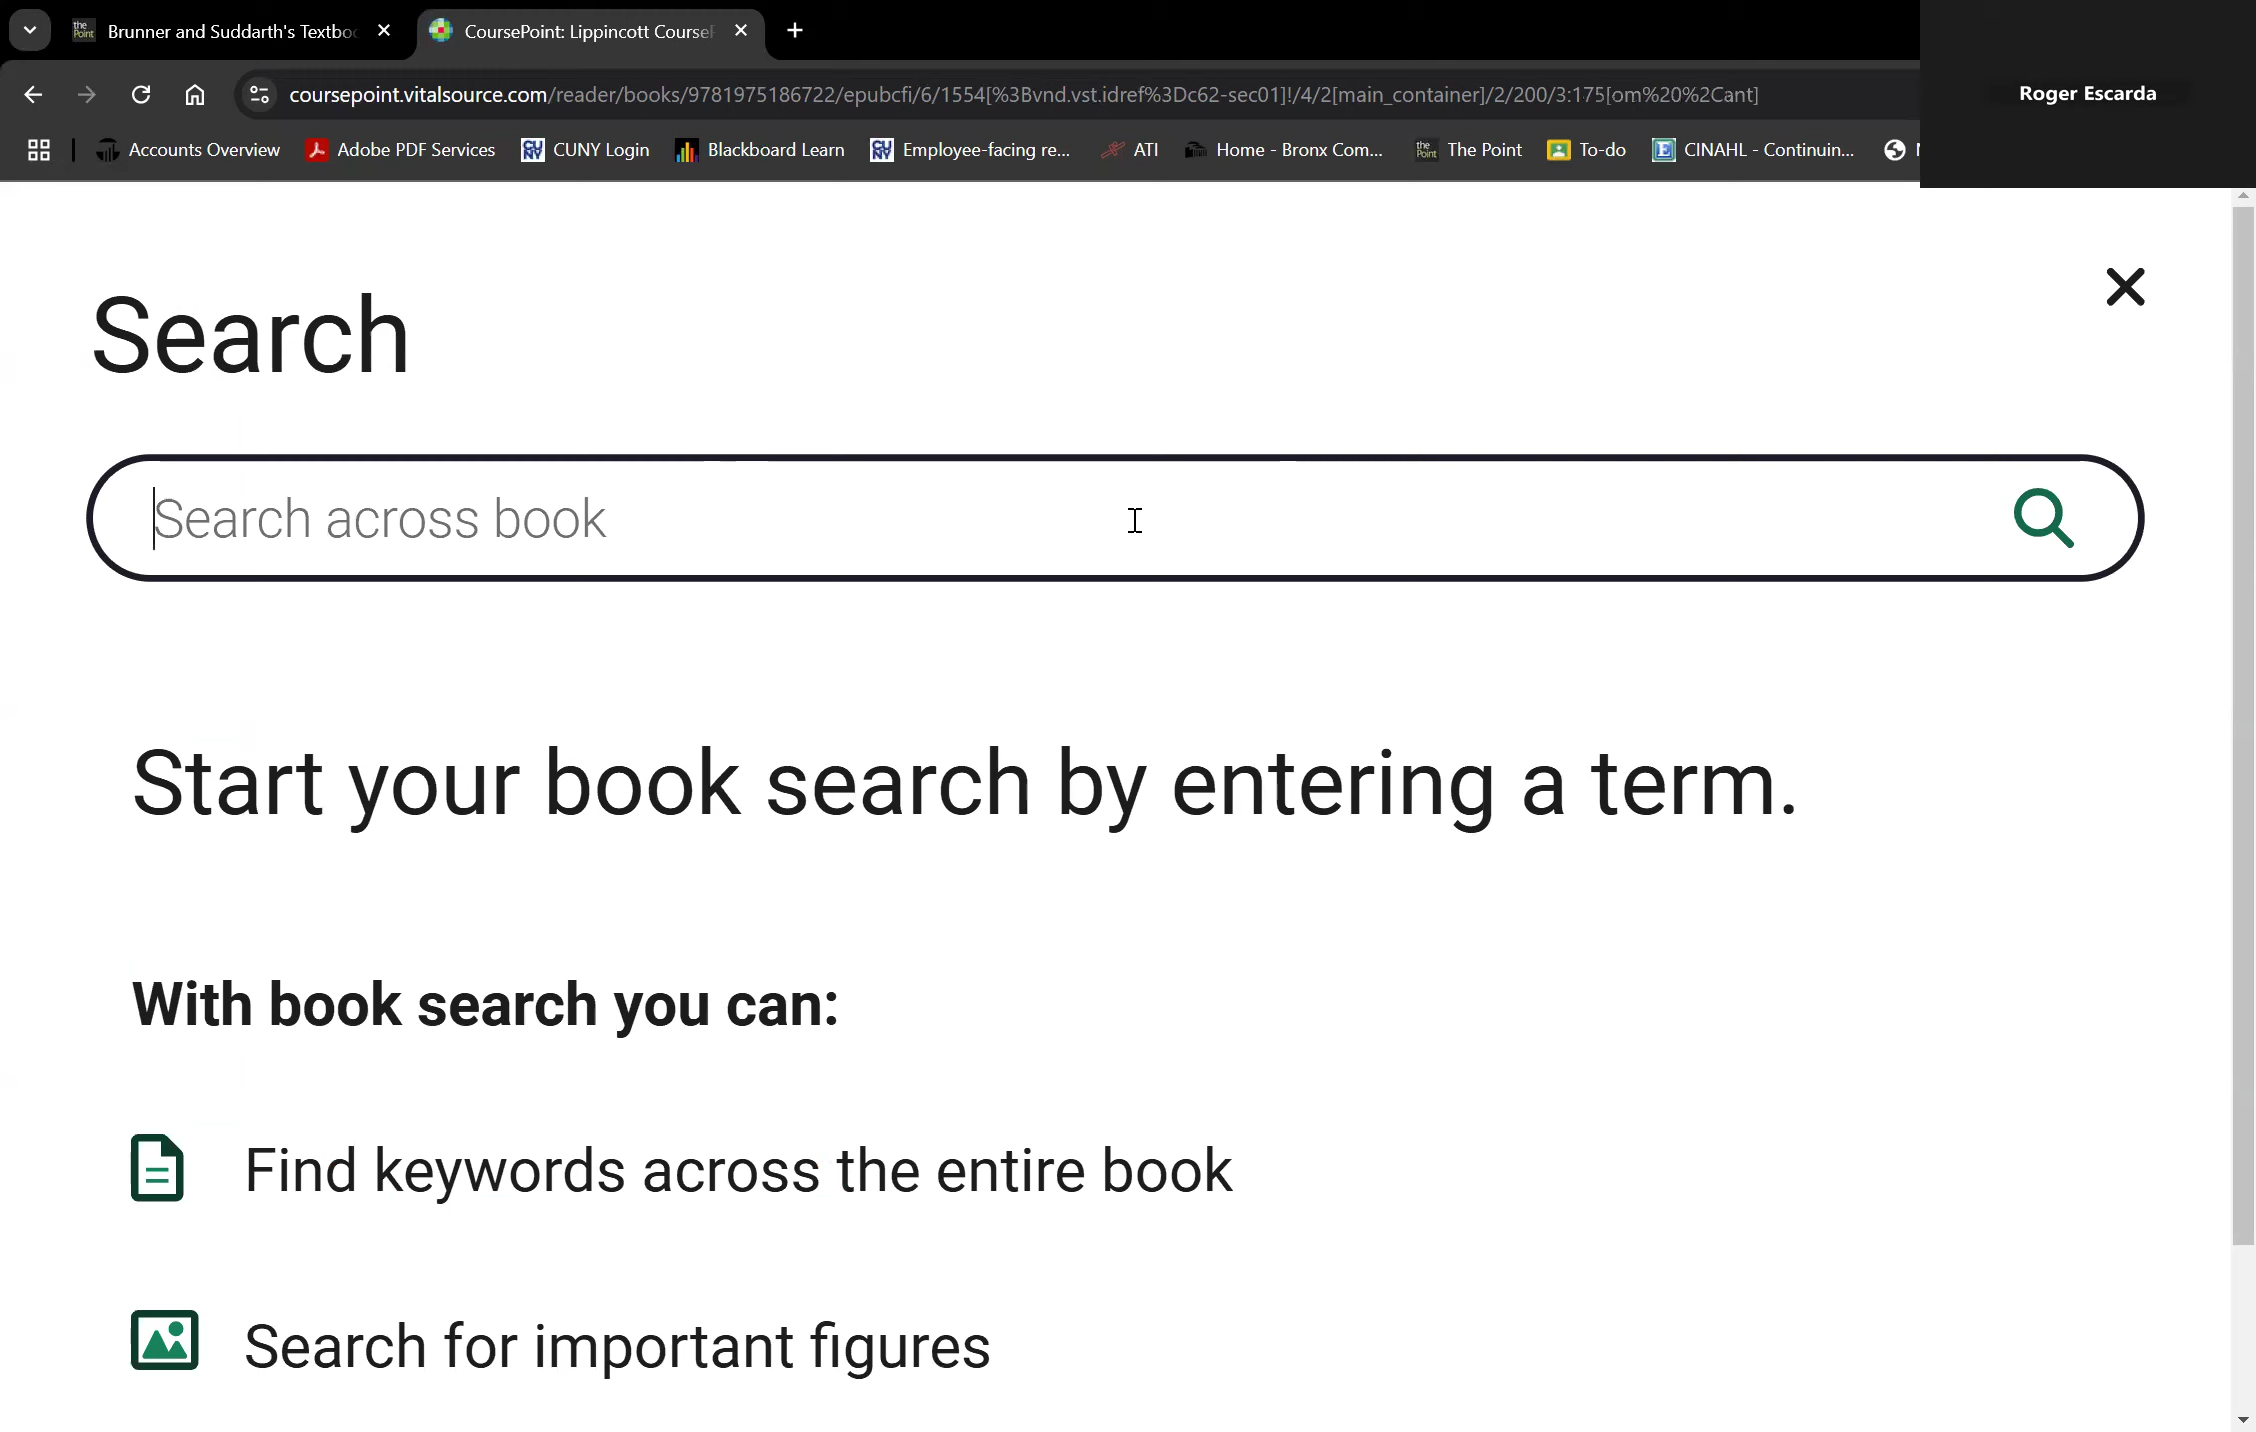 Brunner and Suddarth's Textbo
CoursePoint: Lippincott Course
coursepoint.vitalsource.com/reader/books/9781975186722/epubcfi/6/1554[%3Bvnd.vst.idref%3Dc62-sec01]!/4/2[main_container]/2/200/3:175[om%20%2Cant]
Roger Escarda
Accounts Overview
Adobe PDF Services
CUNY Login
Blackboard Learn
Employee-facing re...
ATI
Home - Bronx Com...
The Point
To-do
CINAHL - Continuin...
Search
Search across book
Start your book search by entering a term.
With book search you can:
Find keywords across the entire book
Search for important figures